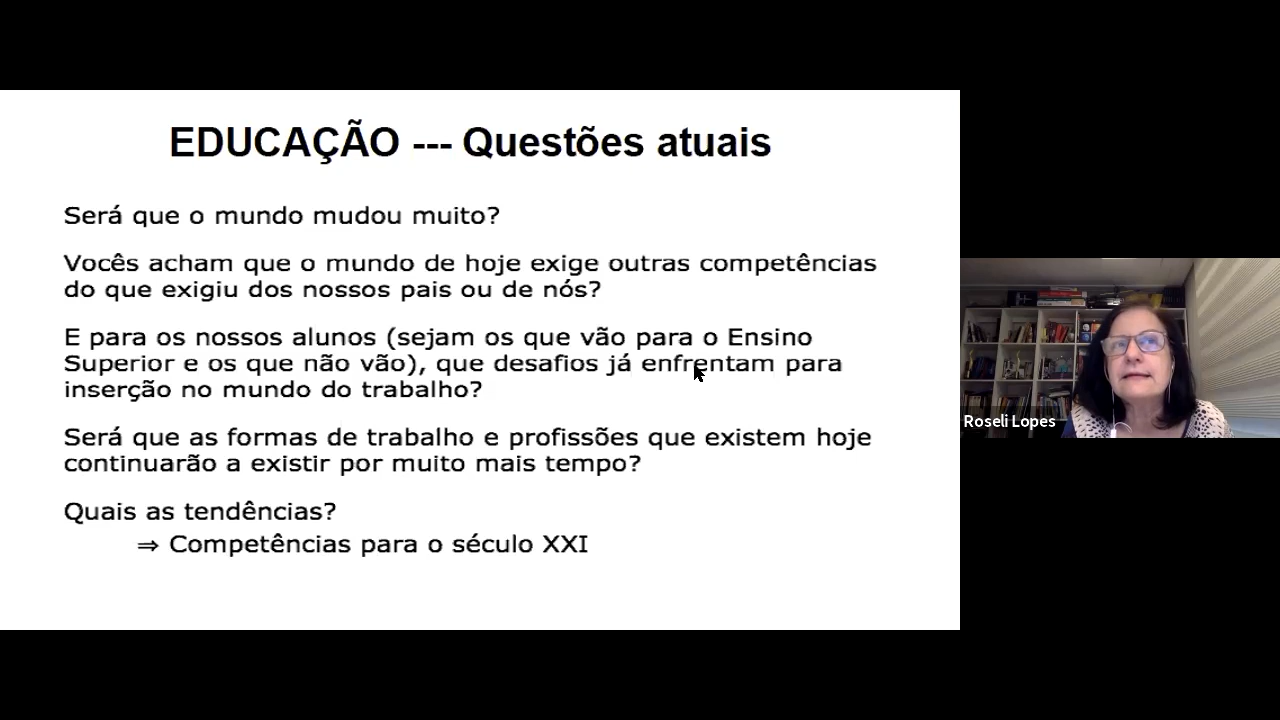 EDUCAÇÃO --- Questões atuais
Será que o mundo mudou muito?
Vocês acham que o mundo de hoje exige outras competências
do que exigiu dos nossos pais ou de nós?
E para os nossos alunos (sejam os que vão para o Ensino
Superior e os que não vão), que desafios já enfrentam para
inserção no mundo do trabalho?
Será que as formas de trabalho e profissões que existem hoje
continuarão a existir por muito mais tempo?
Quais as tendências?
⇒ Competências para o século XXI
Roseli Lopes